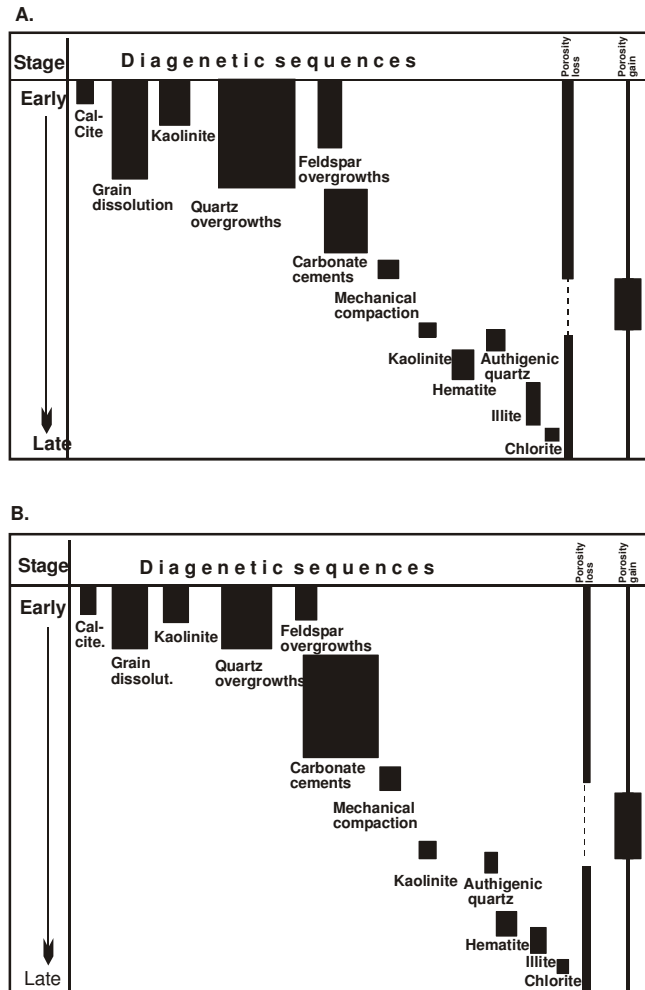 A.
Stage
Diagenetic sequences
Porosity
loss
Porosity
gain
Early
Cal-
Cite
Kaolinite
Grain
dissolution
Quartz
overgrowths
Feldspar
overgrowths
Carbonate
cements
Mechanical
compaction
Kaolinite
Authigenic
quartz
Hematite
Illite
Late
Chlorite
B.
Stage
Diagenetic sequences
Porosity
loss
Porosity
gain
Early
Cal-
cite.
Kaolinite
Feldspar
overgrowths
Grain
dissolut.
Quartz
overgrowths
Carbonate
cements
Mechanical
compaction
Kaolinite
Authigenic
quartz
Hematite
Illite
Late
Chlorite